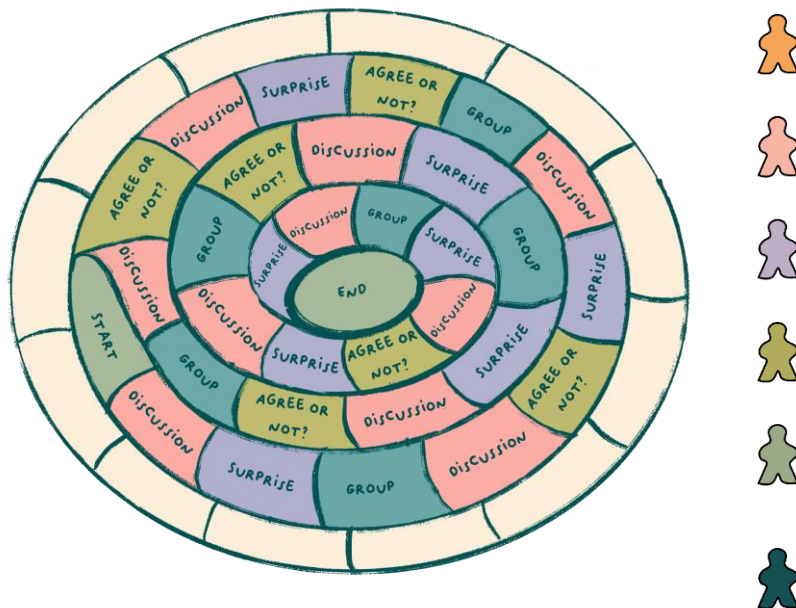 START
DISCUSSION
SURPRISE
GROUP
DISCUSSION
AGREE OR
NOT?
SURPRISE
DISCUSSION
GROUP
AGREE OR
NOT?
SURPRISE
DISCUSSION
AGREE OR
NOT?
DISCUSSION
GROUP
AGREE OR
NOT?
DISCUSSION
SURPRISE
GROUP
SURPRISE
DISCUSSION
AGREE OR
NOT?
GROUP
DISCUSSION
SURPRISE
AGREE OR
NOT?
DISCUSSION
SURPRISE
GROUP
DISCUSSION
SURPRISE
END